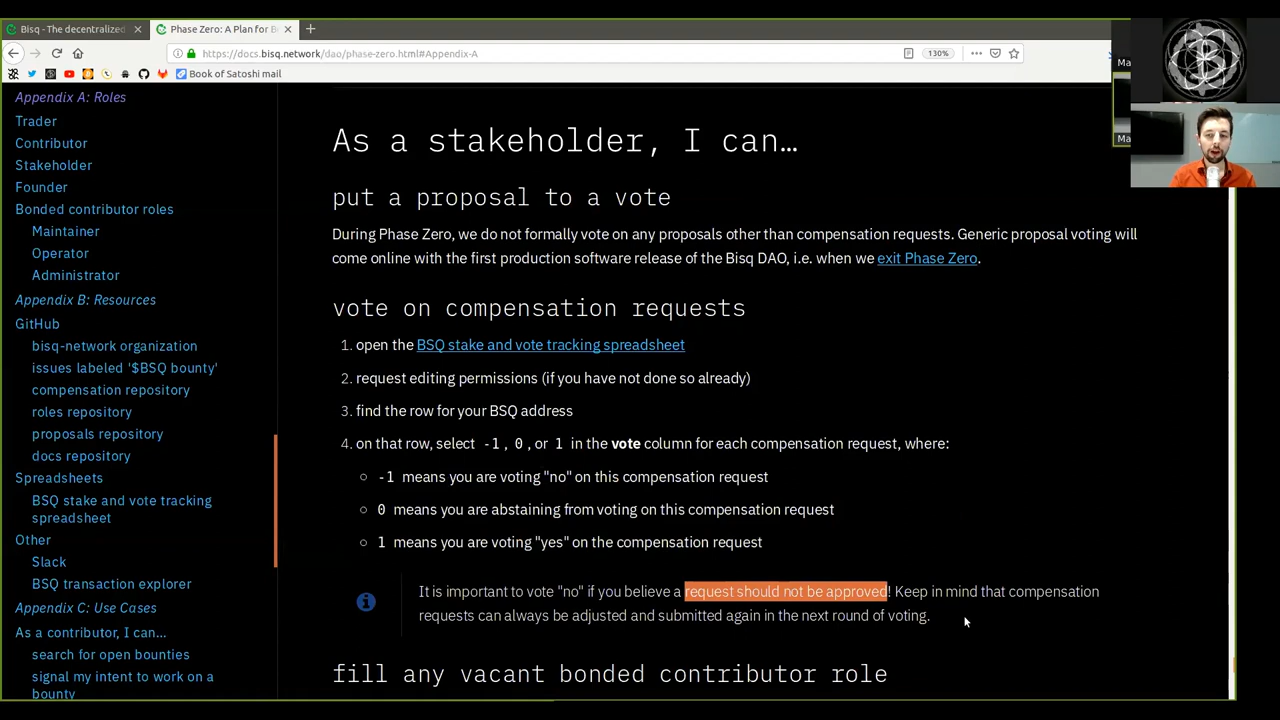 Bisq - The decentralized
Phase Zero: A Plan for B
https://docs.bisq.network/dao/phase-zero.html#Appendix-A
130%
Book of Satoshi mail
Ma
Ma
Appendix A: Roles
Trader
Contributor
Stakeholder
Founder
Bonded contributor roles
Maintainer
Operator
Administrator
Appendix B: Resources
GitHub
bisq-network organization
issues labeled '$BSQ bounty'
compensation repository
roles repository
proposals repository
docs repository
Spreadsheets
BSQ stake and vote tracking
spreadsheet
Other
Slack
BSQ transaction explorer
Appendix C: Use Cases
As a contributor, I can…
search for open bounties
signal my intent to work on a
bounty
As a stakeholder, I can…
put a proposal to a vote
During Phase Zero, we do not formally vote on any proposals other than compensation requests. Generic proposal voting will
come online with the first production software release of the Bisq DAO, i.e. when we exit Phase Zero.
vote on compensation requests
1. open the BSQ stake and vote tracking spreadsheet
2. request editing permissions (if you have not done so already)
3. find the row for your BSQ address
4. on that row, select -1, 0, or 1 in the vote column for each compensation request, where:
-1 means you are voting "no" on this compensation request
0 means you are abstaining from voting on this compensation request
1 means you are voting "yes" on the compensation request
It is important to vote "no" if you believe a request should not be approved! Keep in mind that compensation
requests can always be adjusted and submitted again in the next round of voting.
fill any vacant bonded contributor role